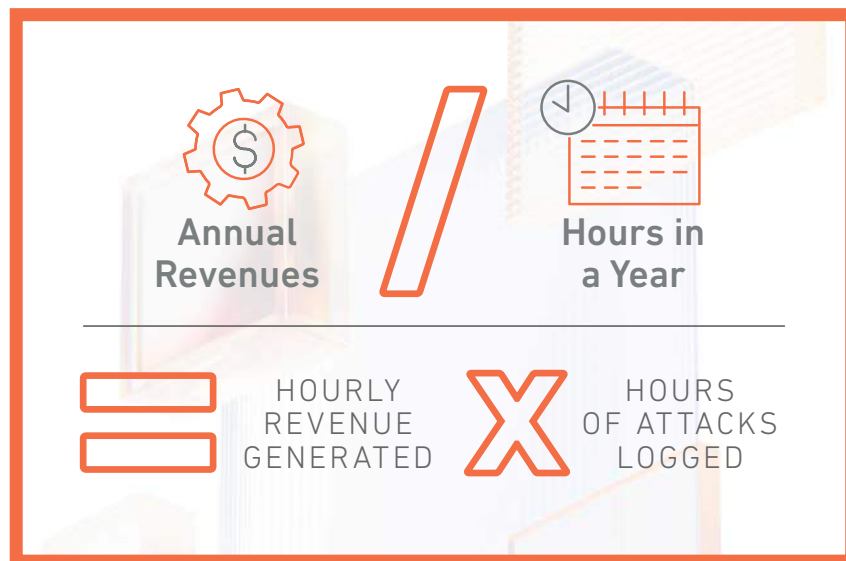 $
Annual
Revenues
/
Hours in
a Year
=
HOURLY
REVENUE
GENERATED
X
HOURS
OF ATTACKS
LOGGED